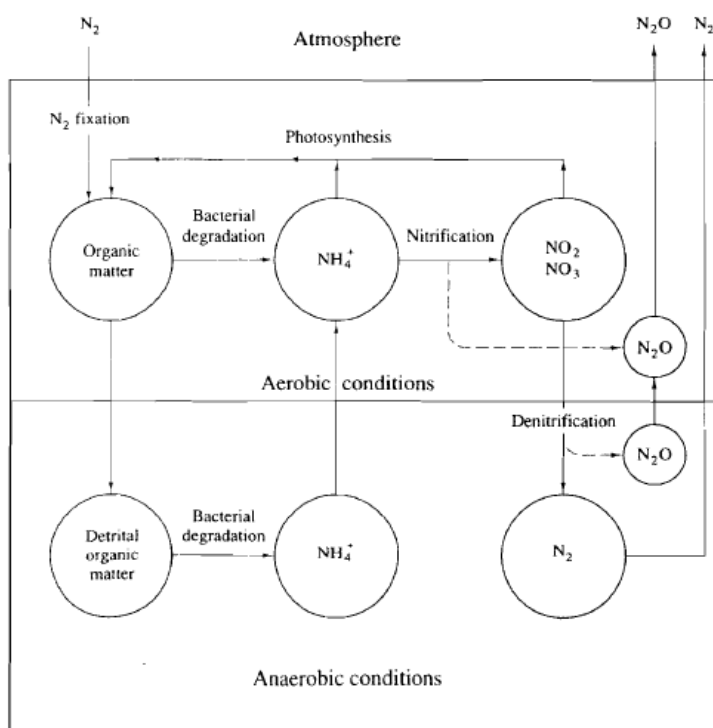 N₂
Atmosphere
N₂O
N₂
N₂ fixation
Photosynthesis
Organic
matter
Bacterial
degradation
NH₄⁺
Nitrification
NO₂
NO₃
N₂O
Aerobic conditions
Denitrification
N₂O
Detrital
organic
matter
Bacterial
degradation
NH₄⁺
N₂
Anaerobic conditions